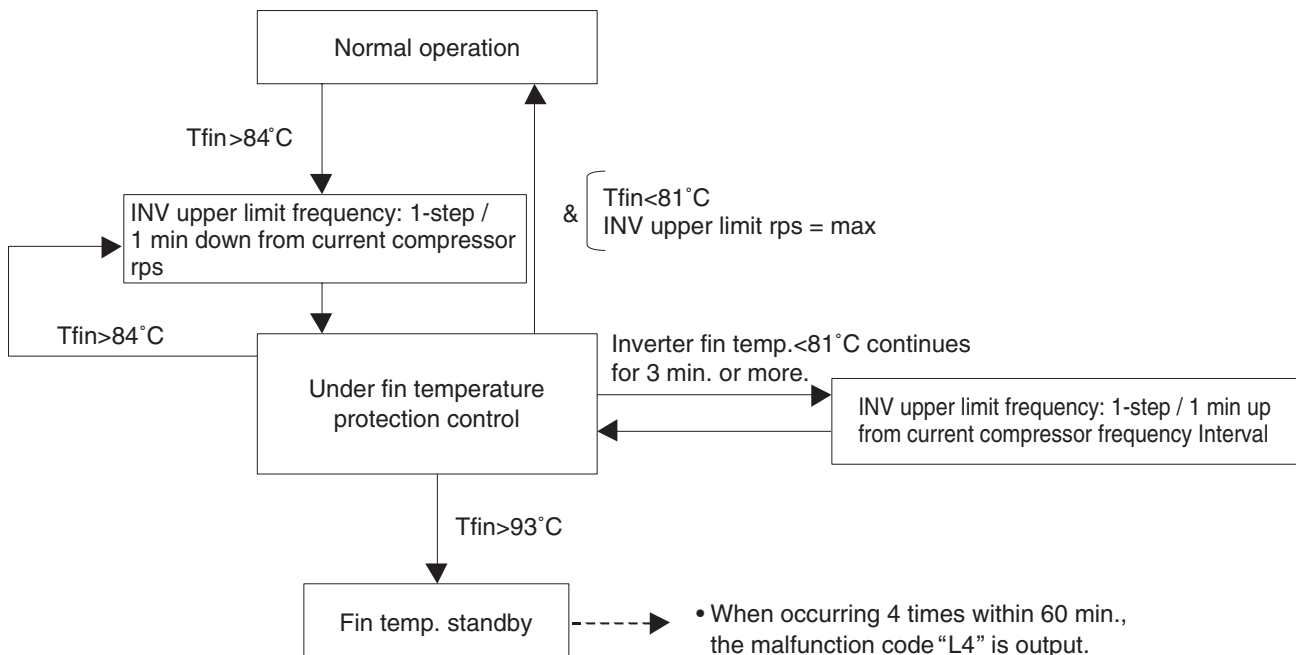 Normal operation
Tfin>84˚C
&
Tfin<81˚C
INV upper limit rps = max
INV upper limit frequency: 1-step /
1 min down from current compressor
rps
Tfin>84˚C
Under fin temperature
protection control
Inverter fin temp.<81˚C continues
for 3 min. or more.
INV upper limit frequency: 1-step / 1 min up
from current compressor frequency Interval
Tfin>93˚C
Fin temp. standby
• When occurring 4 times within 60 min.,
the malfunction code “L4” is output.